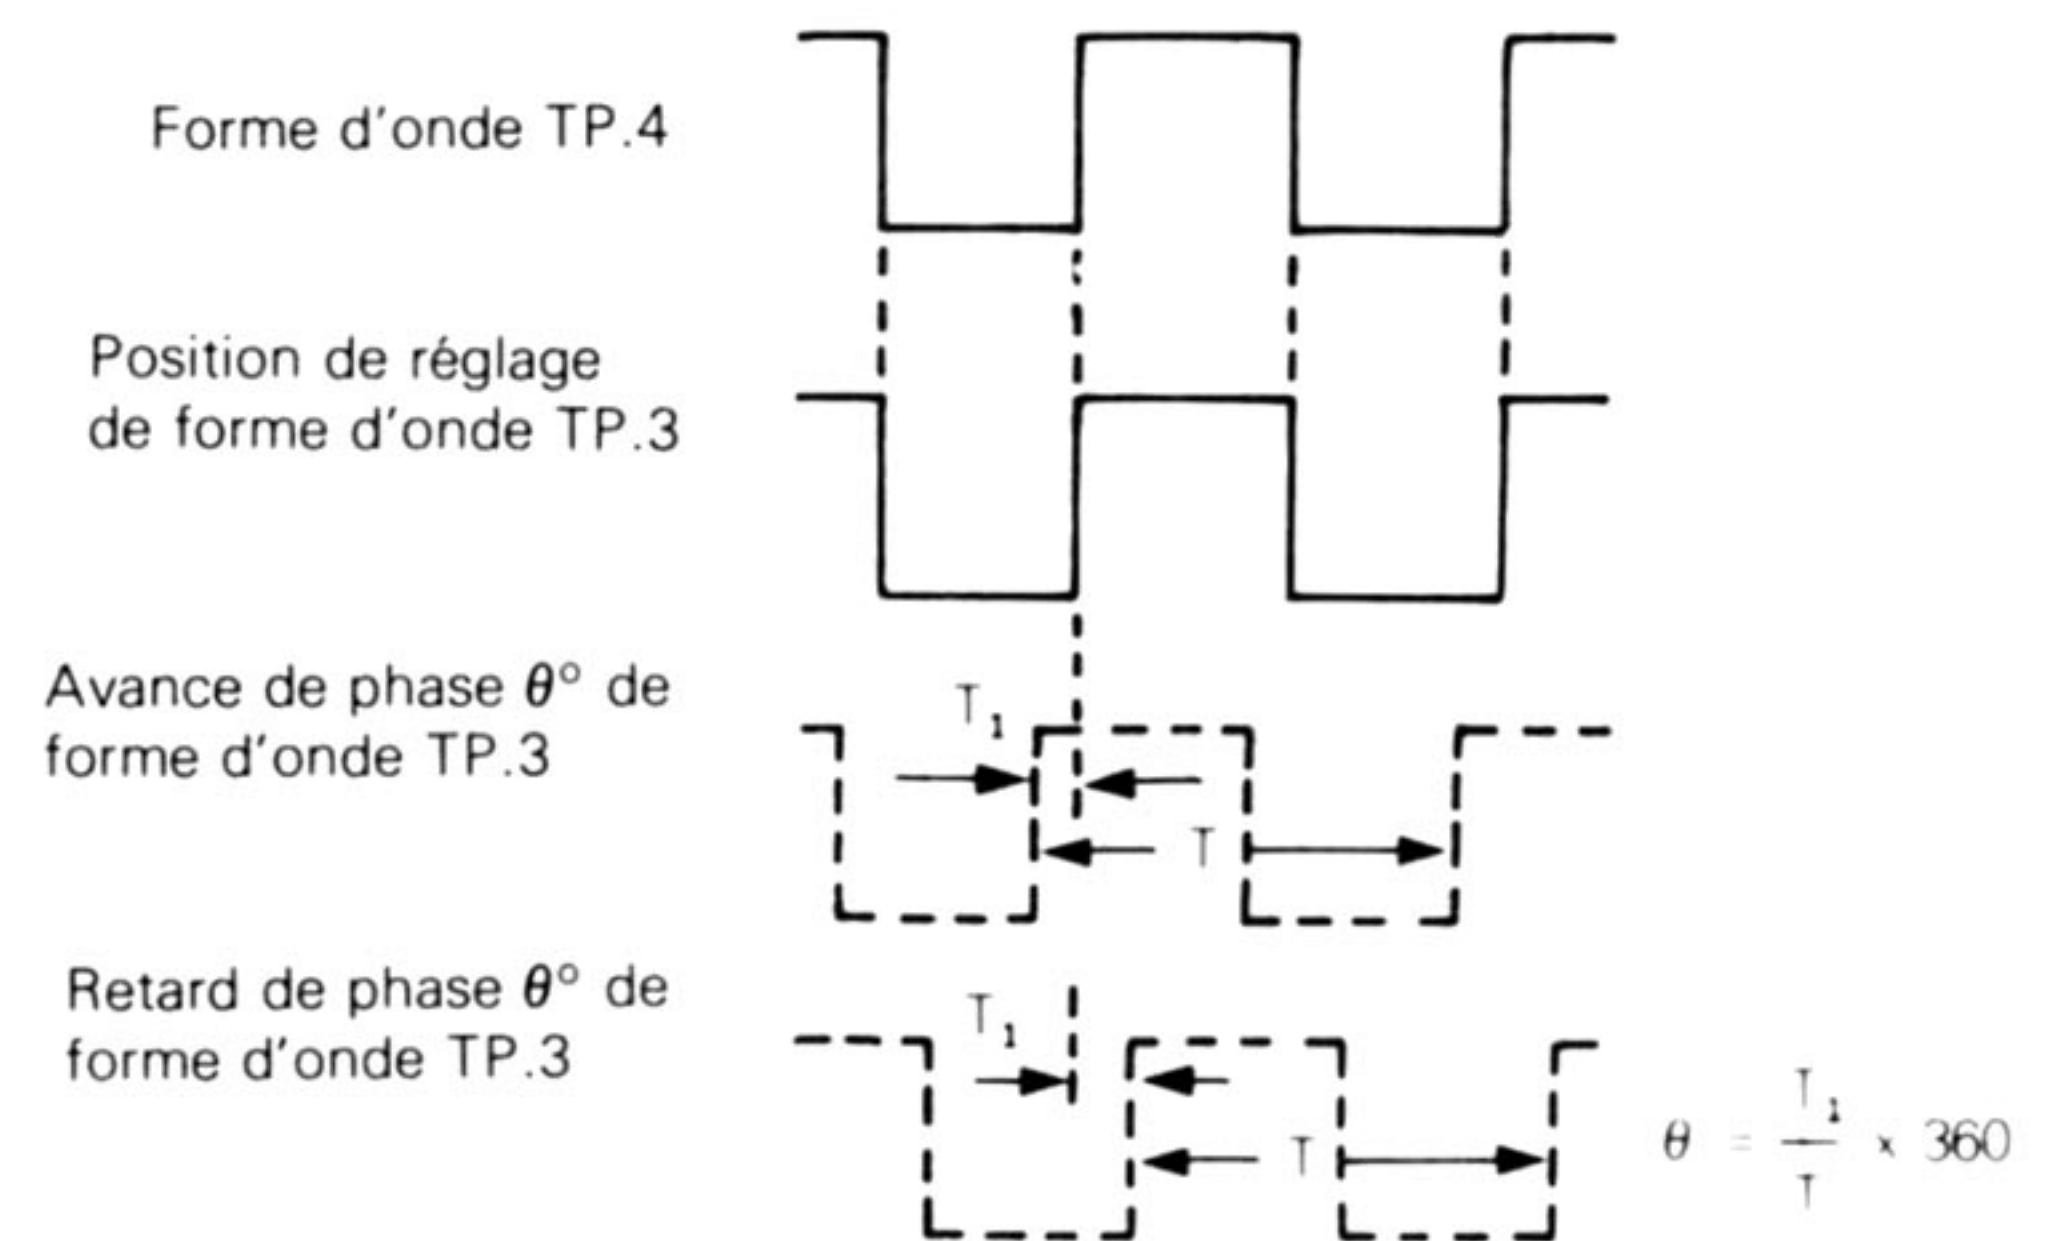 Forme d'onde TP.4
Position de réglage
de forme d'onde TP.3
Avance de phase θ° de
forme d'onde TP.3
T₁
T
Retard de phase θ° de
forme d'onde TP.3
T₁
T
θ = T₁ / T × 360